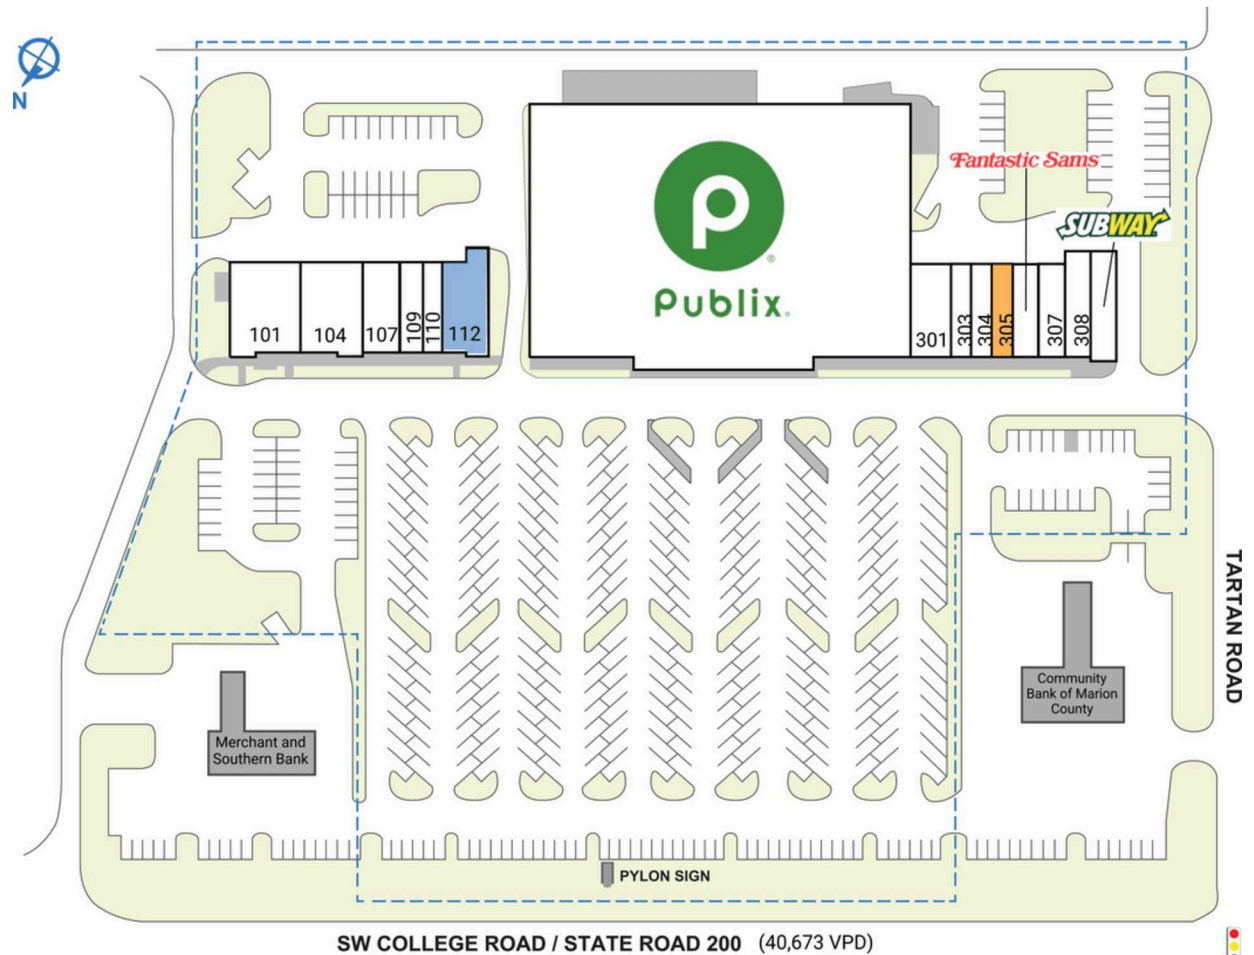 N
Fantastic Sams
SUBWAY
P
Publix.
®
101
104
107
109
110
112
301
303
304
305
307
308
Community
Bank of Marion
County
Merchant and
Southern Bank
TARTAN ROAD
PYLON SIGN
SW COLLEGE ROAD / STATE ROAD 200 (40,673 VPD)